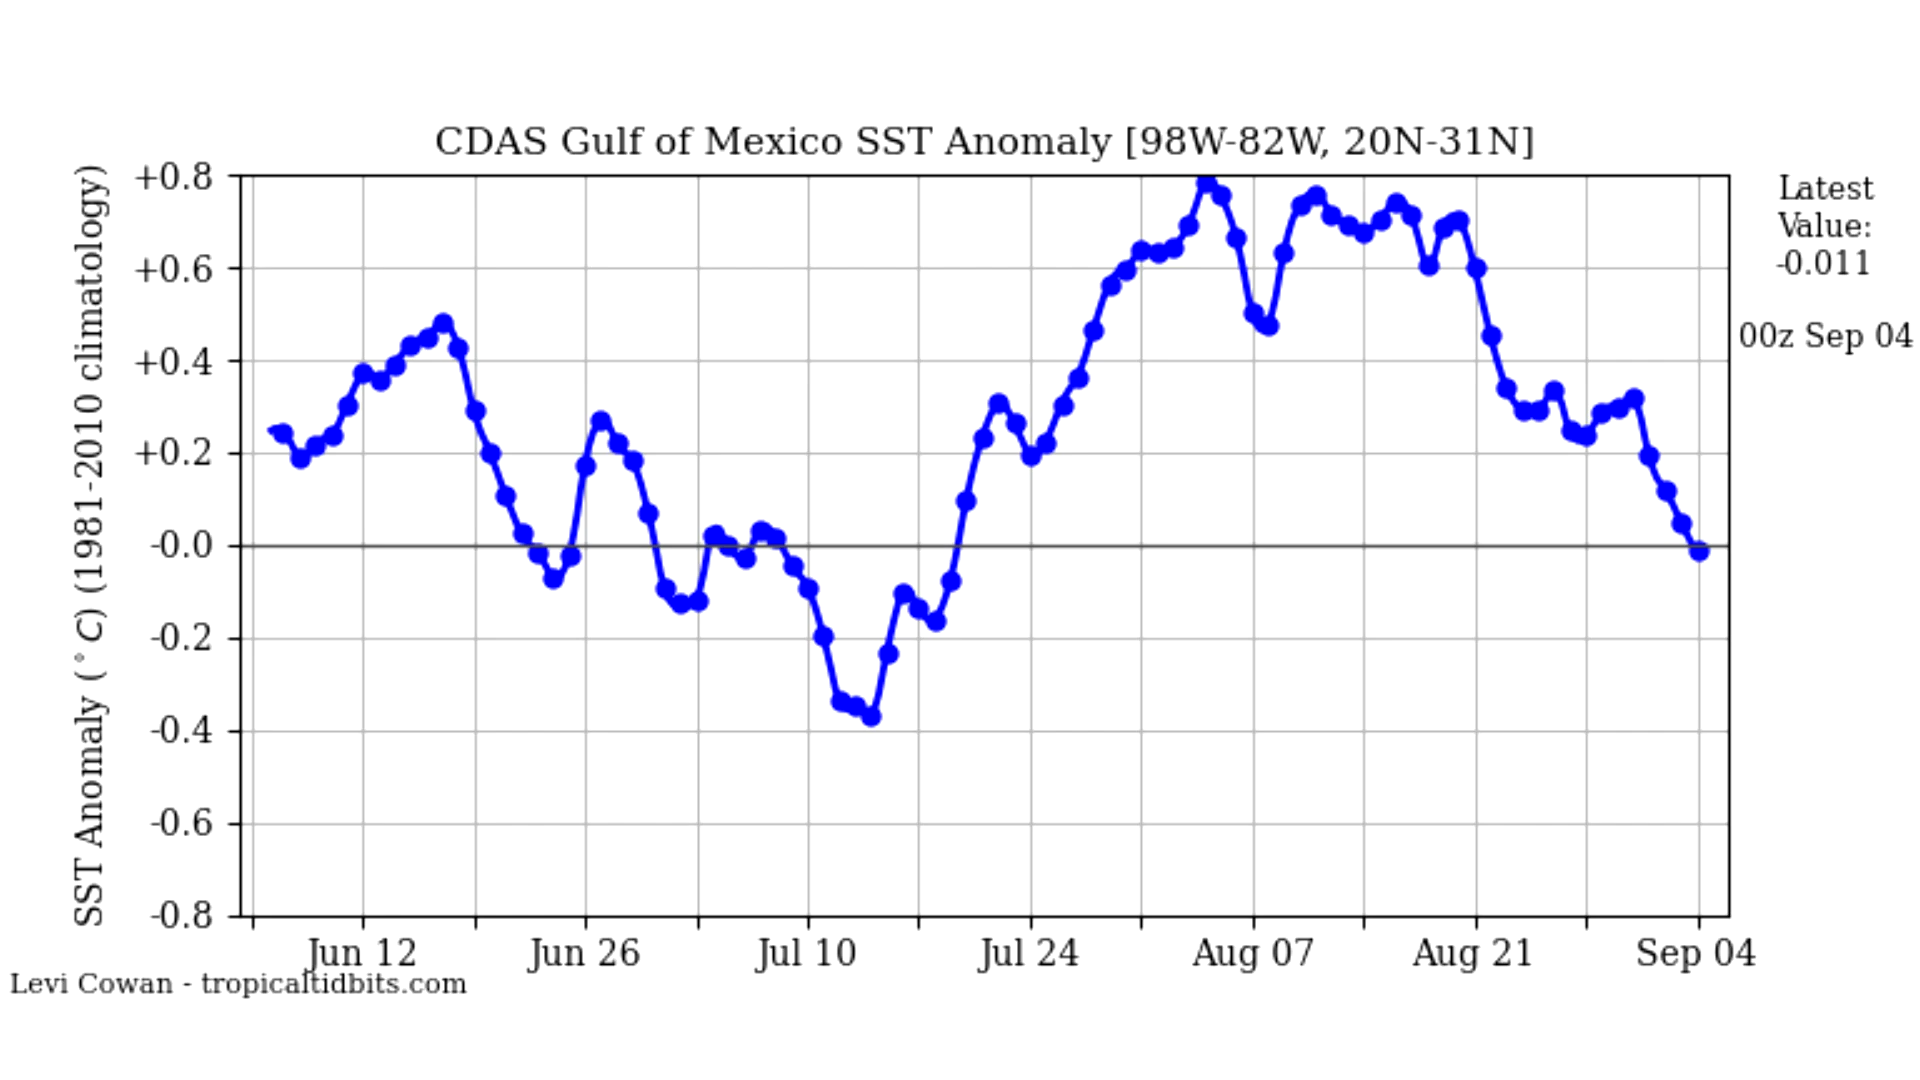 CDAS Gulf of Mexico SST Anomaly [98W-82W, 20N-31N]
SST Anomaly (°C) (1981-2010 climatology)
+0.8
+0.6
+0.4
+0.2
-0.0
-0.2
-0.4
-0.6
-0.8
Jun 12
Jun 26
Jul 10
Jul 24
Aug 07
Aug 21
Sep 04
Latest
Value:
-0.011
00z Sep 04
Levi Cowan - tropicaltidbits.com